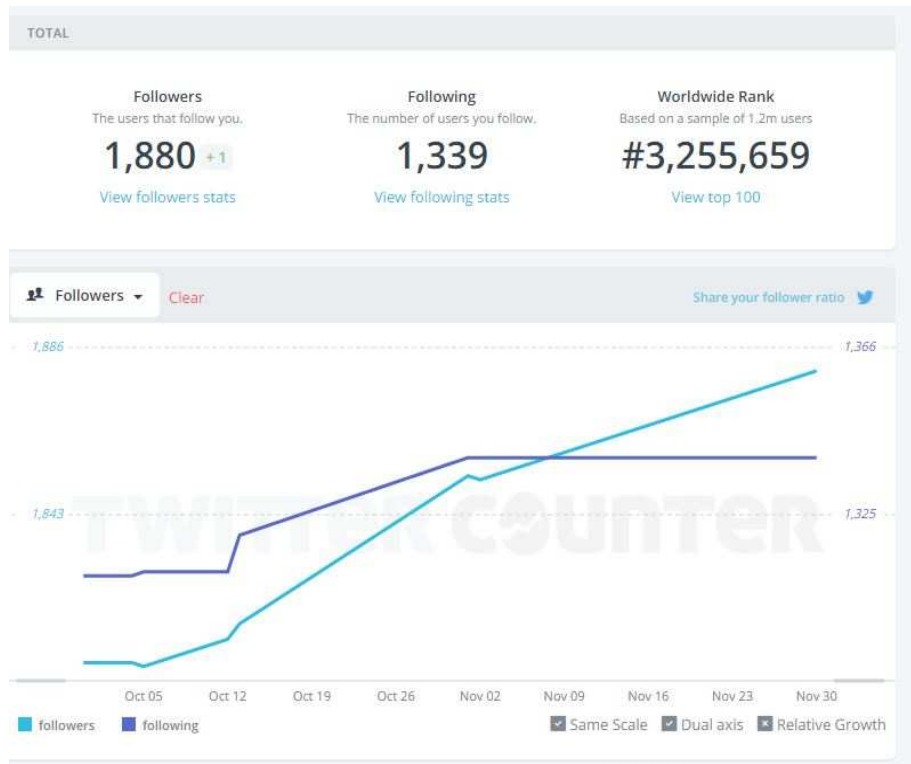 TOTAL
Followers Following Worldwide Rank
The users that follow you. The number of users you follow. Based on a sample of 1.2m users
1,880 +1 1,339 #3,255,659
View followers stats View following stats View top 100
Followers Clear Share your follower ratio
1,886 1,366
1,843 1,325
TWITTER COUNTER
Oct 05 Oct 12 Oct 19 Oct 26 Nov 02 Nov 09 Nov 16 Nov 23 Nov 30
followers following Same Scale Dual axis Relative Growth